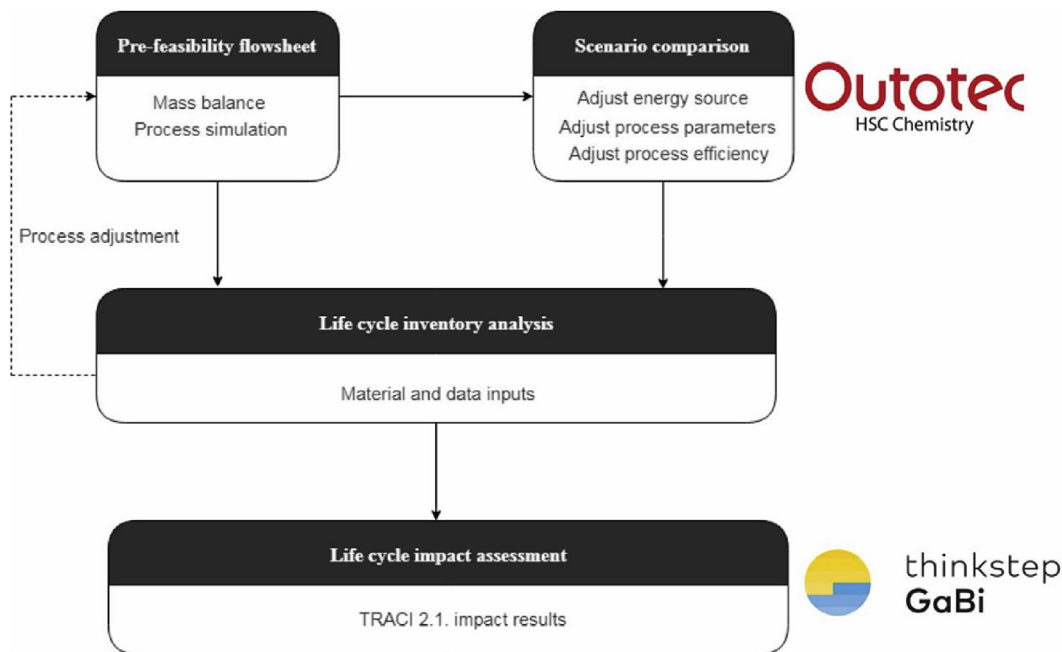 Pre-feasibility flowsheet
Mass balance
Process simulation
Scenario comparison
Adjust energy source
Adjust process parameters
Adjust process efficiency
Outotec
HSC Chemistry
Process adjustment
Life cycle inventory analysis
Material and data inputs
Life cycle impact assessment
TRACI 2.1. impact results
thinkstep
GaBi